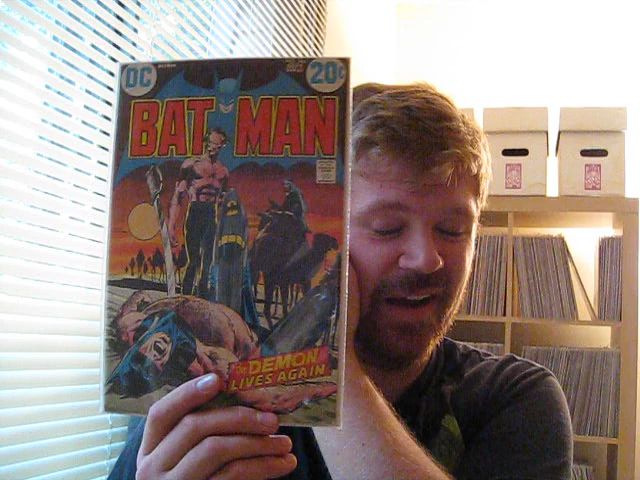 DC
20¢
BATMAN
The DEMON
LIVES AGAIN